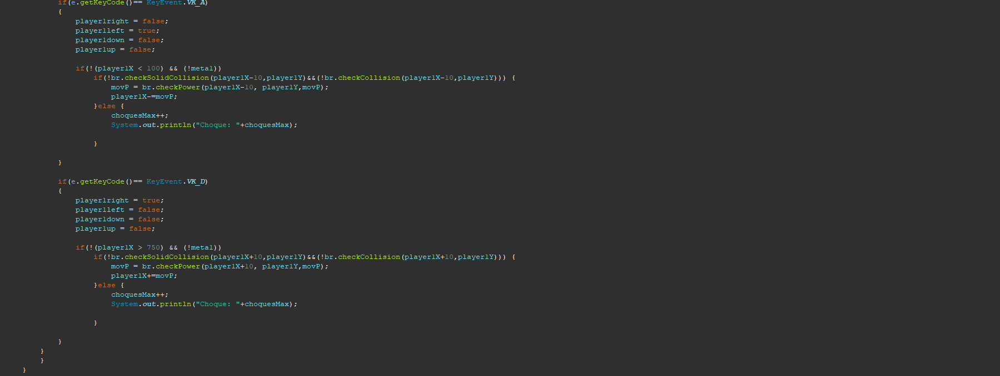 if(e.getKeyCode()== KeyEvent.VK_A)
{
player1right = false;
player1left = true;
player1down = false;
player1up = false;
if(!(player1X < 100) && (!metal))
if(!br.checkSolidCollision(player1X-10,player1Y)&&(!br.checkCollision(player1X-10,player1Y))) {
movP = br.checkPower(player1X-10, player1Y,movP);
player1X-=movP;
}else {
choquesMax++;
System.out.println("Choque: "+choquesMax);
}
}
if(e.getKeyCode()== KeyEvent.VK_D)
{
player1right = true;
player1left = false;
player1down = false;
player1up = false;
if(!(player1X > 750) && (!metal))
if(!br.checkSolidCollision(player1X+10,player1Y)&&(!br.checkCollision(player1X+10,player1Y))) {
movP = br.checkPower(player1X+10, player1Y,movP);
player1X+=movP;
}else {
choquesMax++;
System.out.println("Choque: "+choquesMax);
}
}
}
}
}